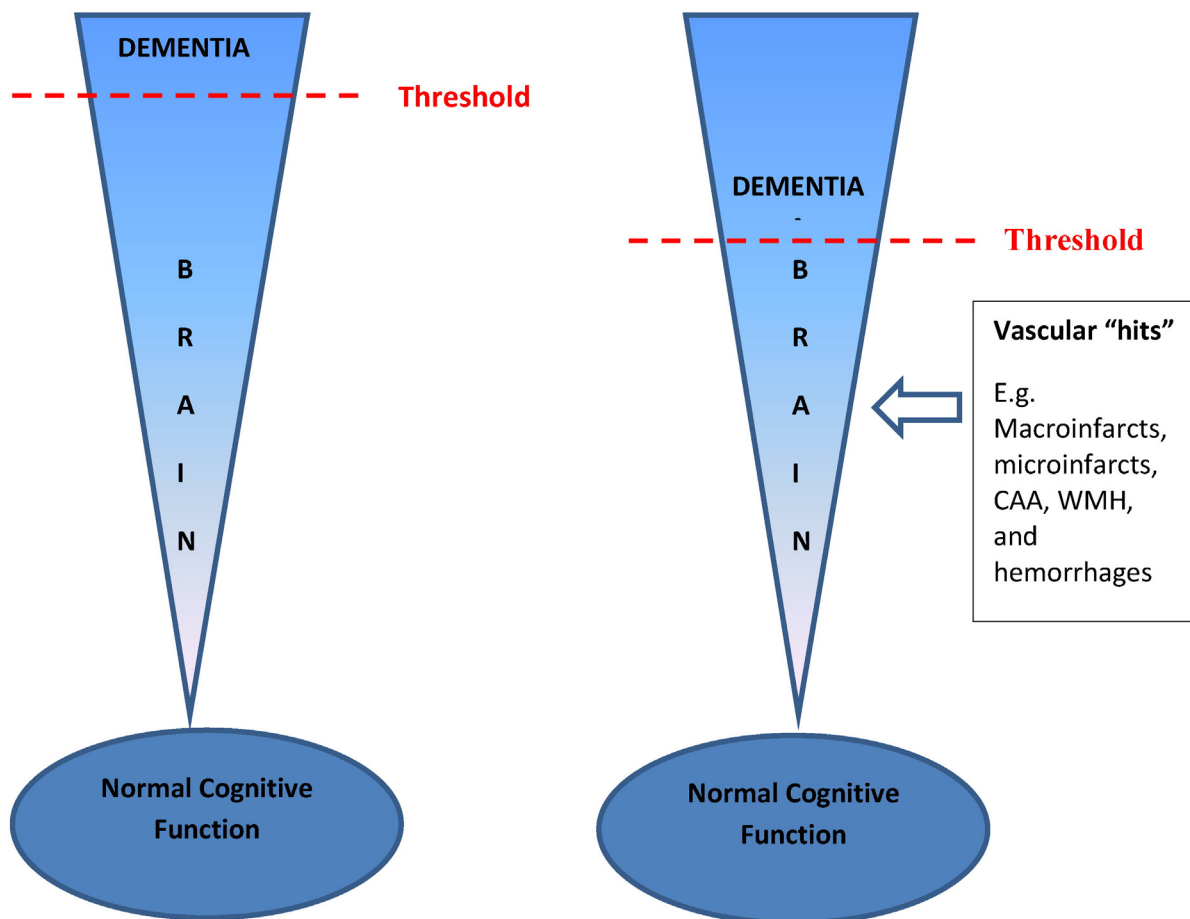 DEMENTIA
Threshold
B
R
A
I
N
Normal Cognitive
Function
DEMENTIA
Threshold
B
R
A
I
N
Vascular “hits”
E.g.
Macroinfarcts,
microinfarcts,
CAA, WMH,
and
hemorrhages
Normal Cognitive
Function